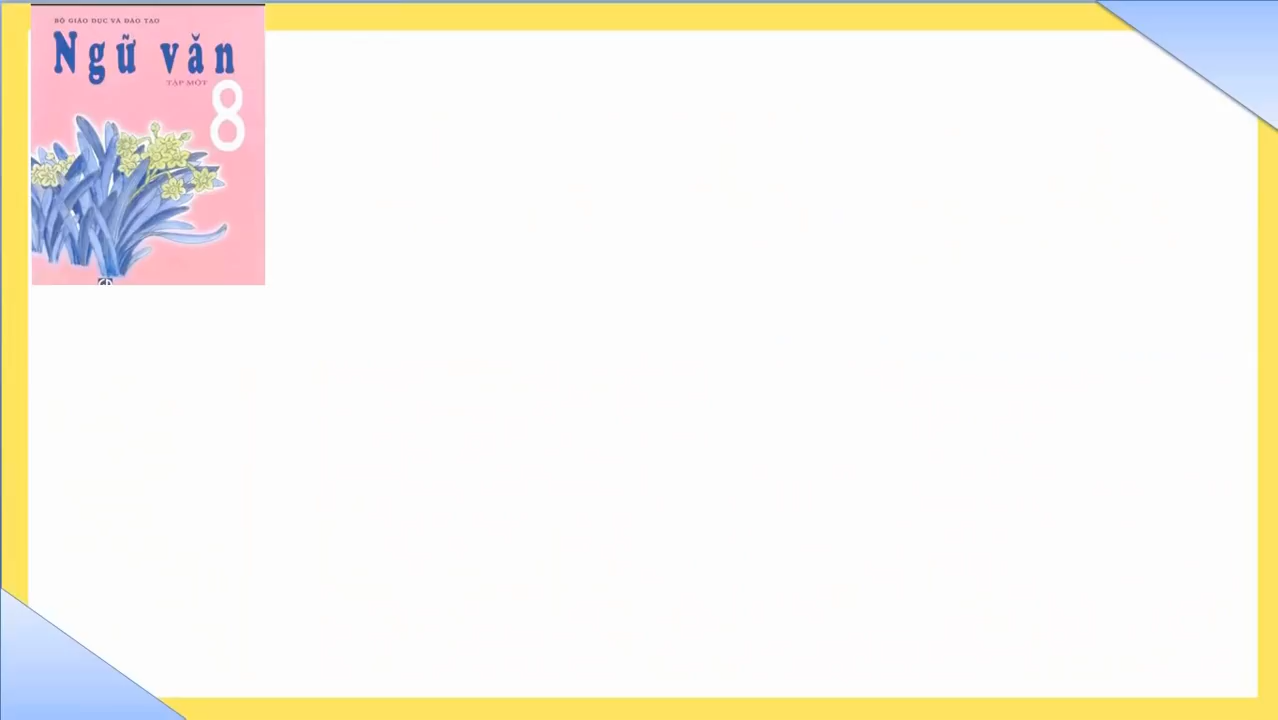 BỘ GIÁO DỤC VÀ ĐÀO TẠO
Ngữ văn
TẬP MỘT
8